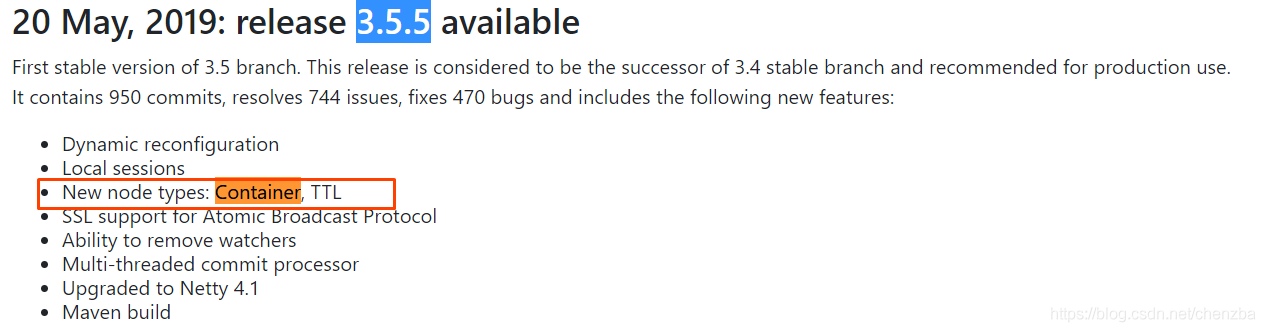 20 May, 2019: release 3.5.5 available
First stable version of 3.5 branch. This release is considered to be the successor of 3.4 stable branch and recommended for production use.
It contains 950 commits, resolves 744 issues, fixes 470 bugs and includes the following new features:
• Dynamic reconfiguration
• Local sessions
• New node types: Container, TTL
• SSL support for Atomic Broadcast Protocol
• Ability to remove watchers
• Multi-threaded commit processor
• Upgraded to Netty 4.1
• Maven build
https://blog.csdn.net/chenzba